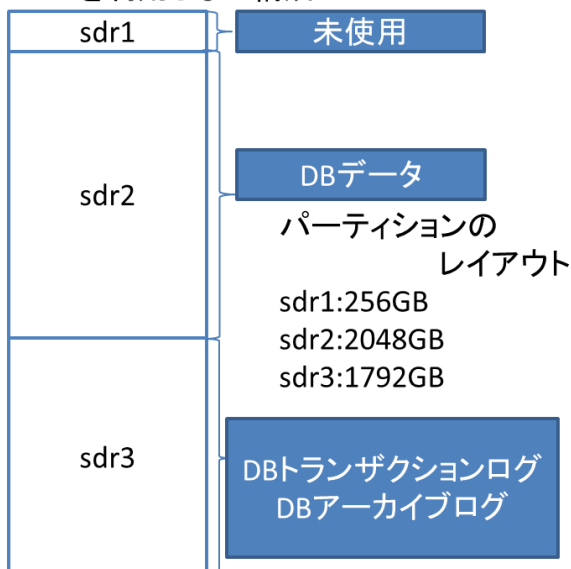 sdr1
未使用
sdr2
DBデータ
パーティションの
レイアウト
sdr1:256GB
sdr2:2048GB
sdr3:1792GB
sdr3
DBトランザクションログ
DBアーカイブログ